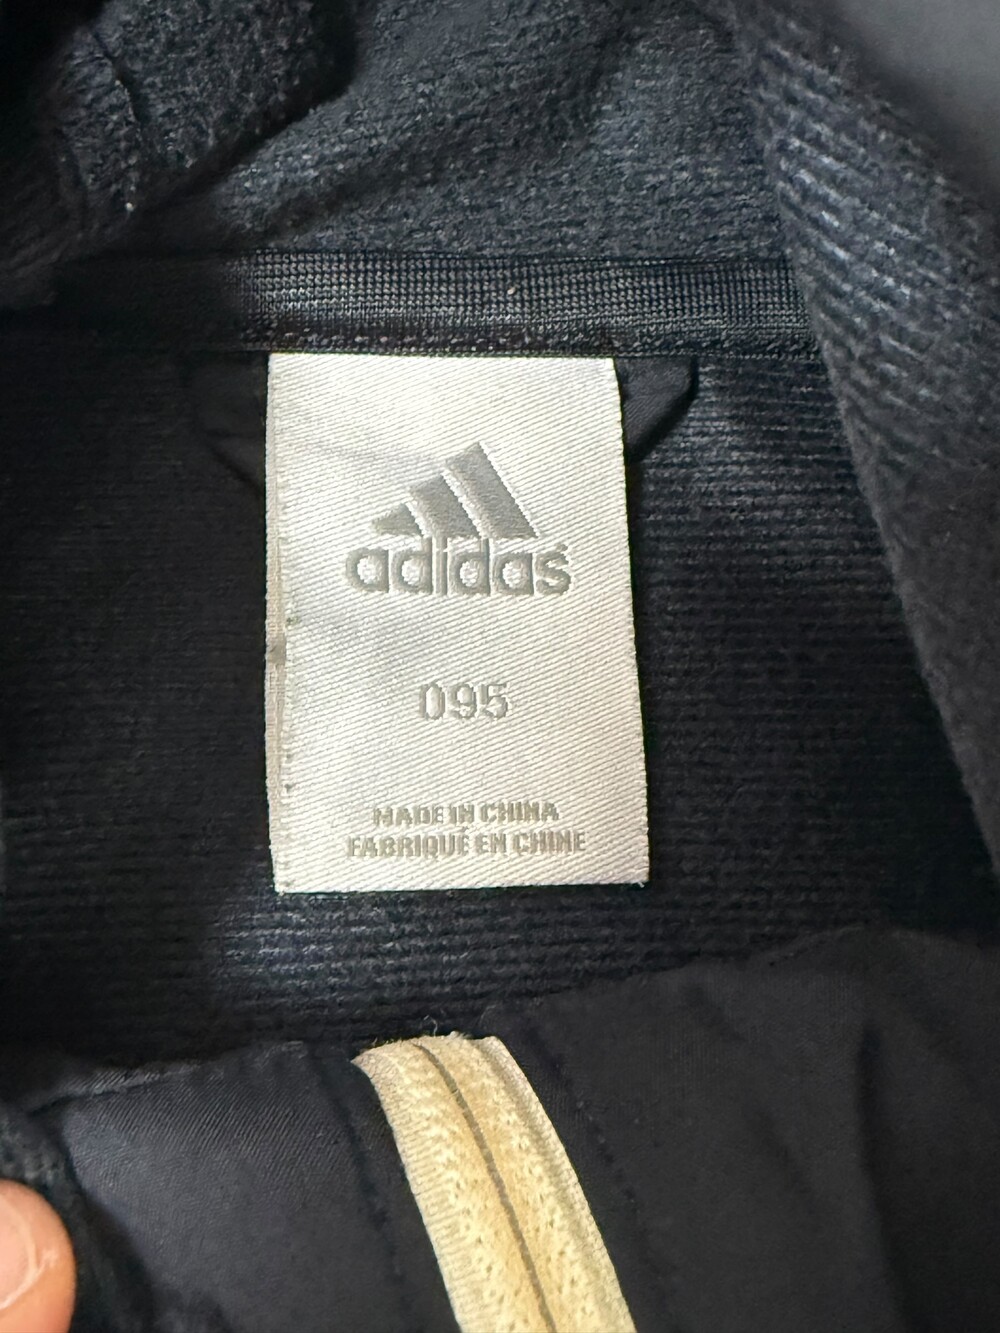 adidas
095
MADE IN CHINA
FABRIQUÉ EN CHINE